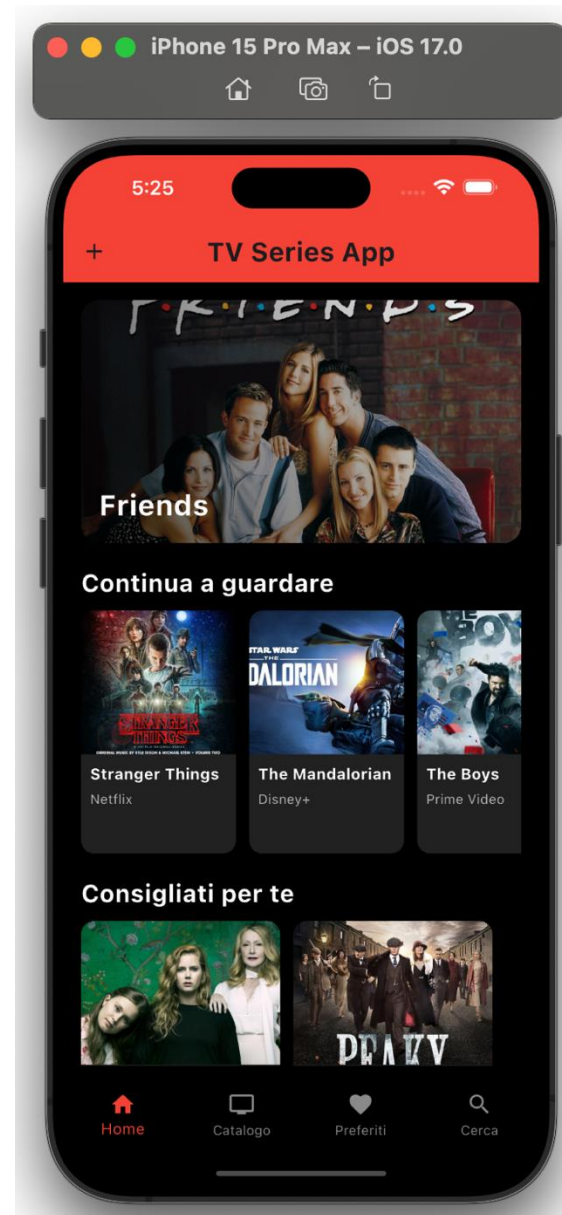 iPhone 15 Pro Max – iOS 17.0
5:25
+ TV Series App
F·R·I·E·N·D·S
Friends
Continua a guardare
STRANGER
THINGS
STAR WARS
THE
DALORIAN
BOY
Stranger Things
Netflix
The Mandalorian
Disney+
The Boys
Prime Video
Consigliati per te
PEAKY
Home
Catalogo
Preferiti
Cerca